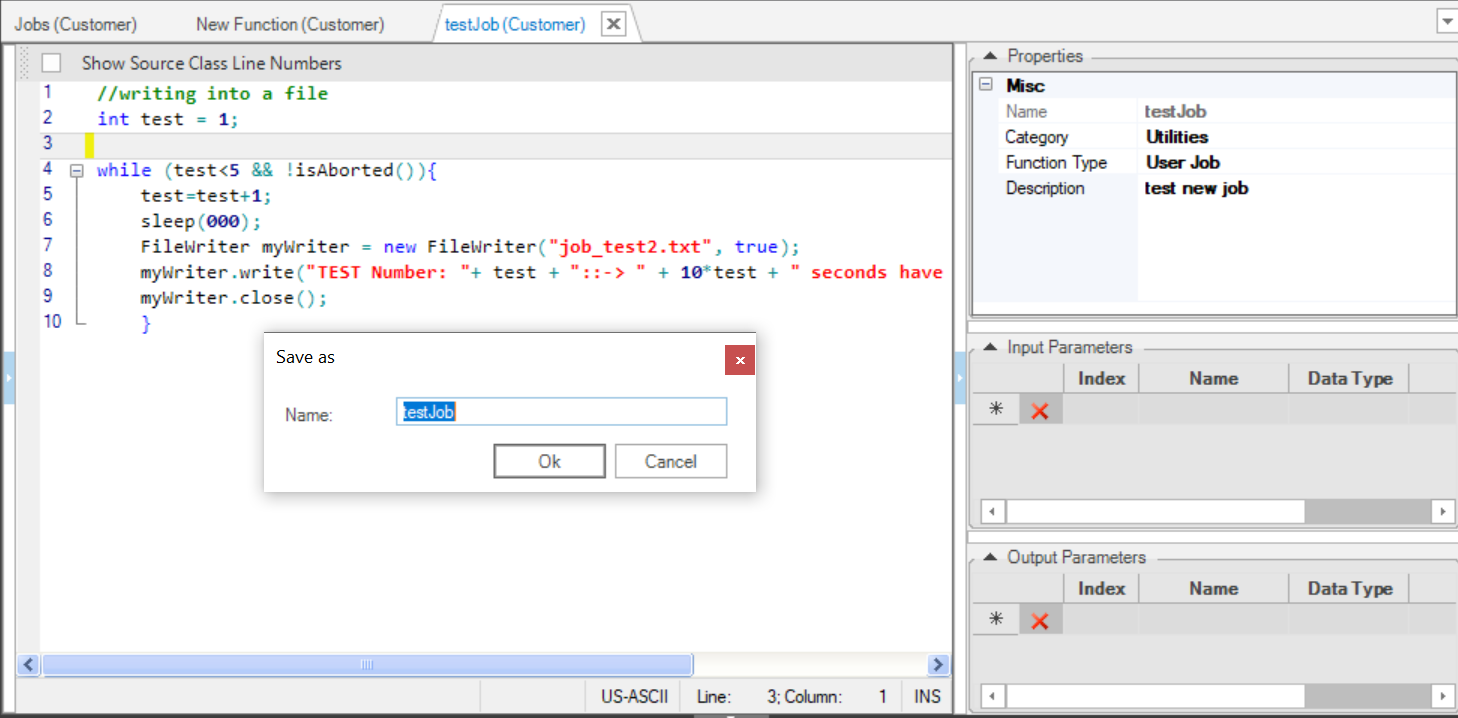 Jobs (Customer) New Function (Customer) testJob (Customer)
Show Source Class Line Numbers
1 //writing into a file
2 int test = 1;
3
4 while (test<5 && !isAborted()){
5 test=test+1;
6 sleep(000);
7 FileWriter myWriter = new FileWriter("job_test2.txt", true);
8 myWriter.write("TEST Number: "+ test + "::-> " + 10*test + " seconds have
9 myWriter.close();
10 }
Save as
Name: testJob
Ok Cancel
US-ASCII Line: 3; Column: 1 INS
Properties
Misc
Name testJob
Category Utilities
Function Type User Job
Description test new job
Input Parameters
Index Name Data Type
Output Parameters
Index Name Data Type